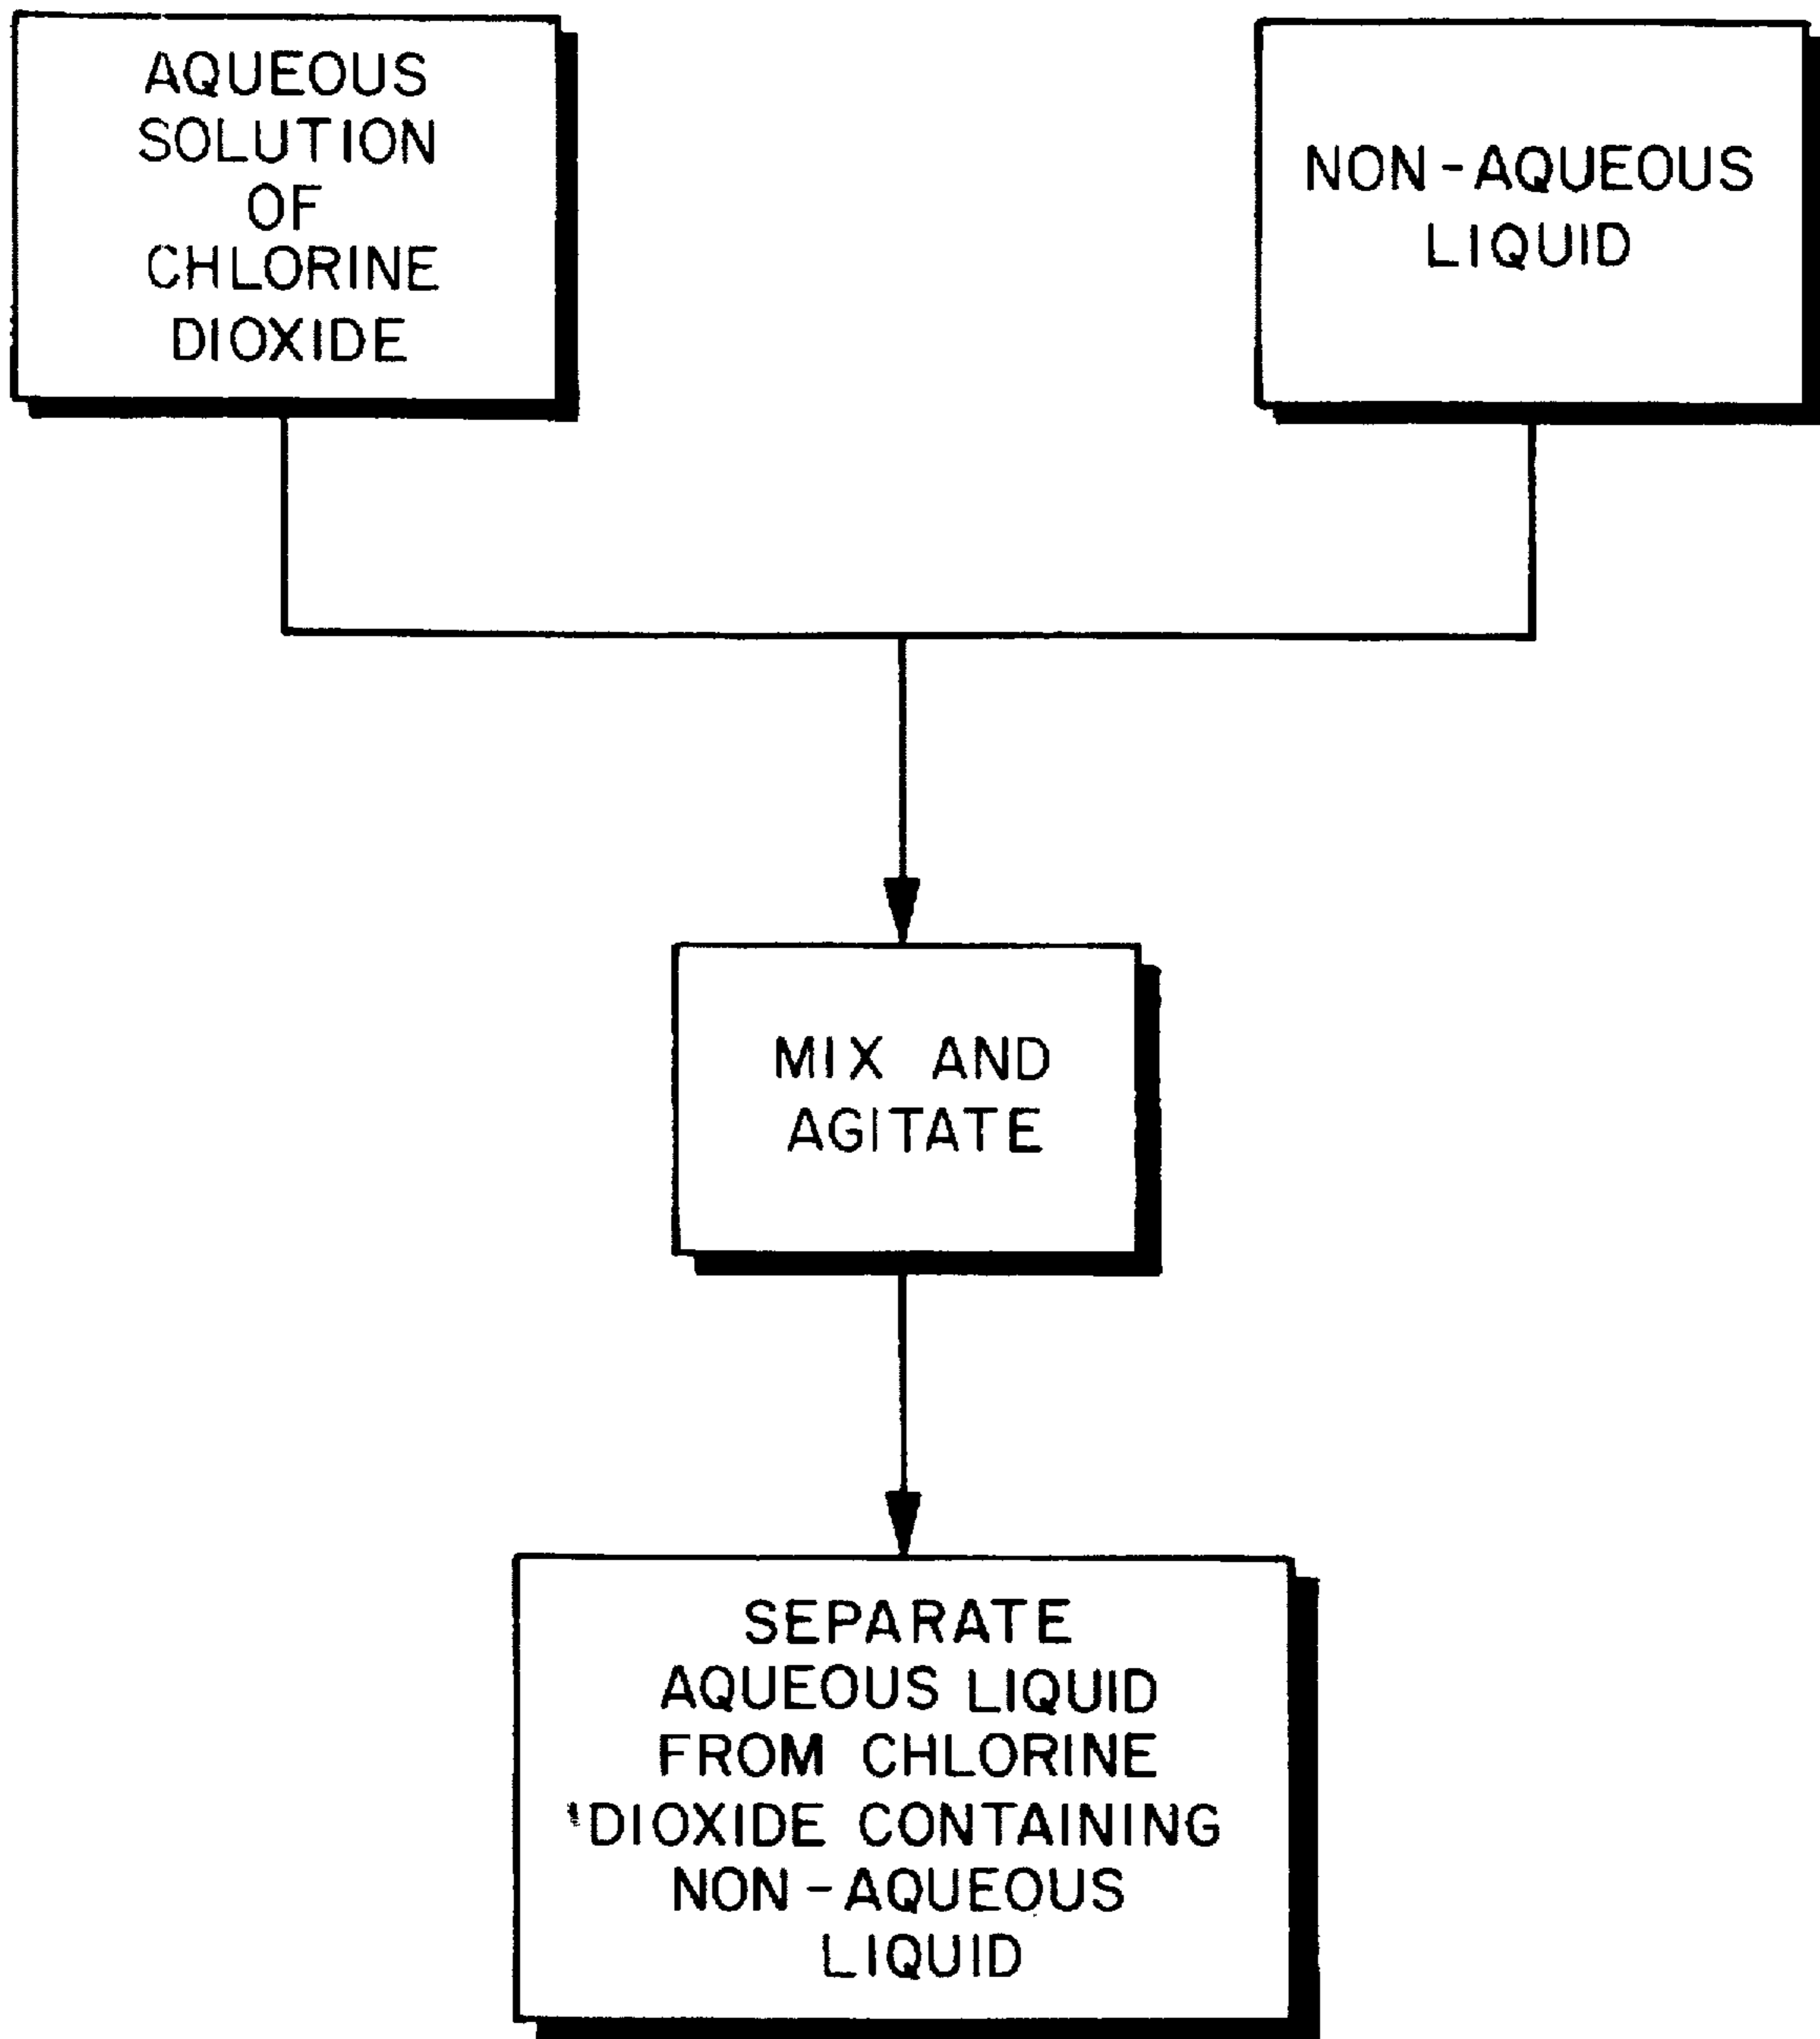 AQUEOUS
SOLUTION
OF
CHLORINE
DIOXIDE
NON-AQUEOUS
LIQUID
MIX AND
AGITATE
SEPARATE
AQUEOUS LIQUID
FROM CHLORINE
DIOXIDE CONTAINING
NON-AQUEOUS
LIQUID